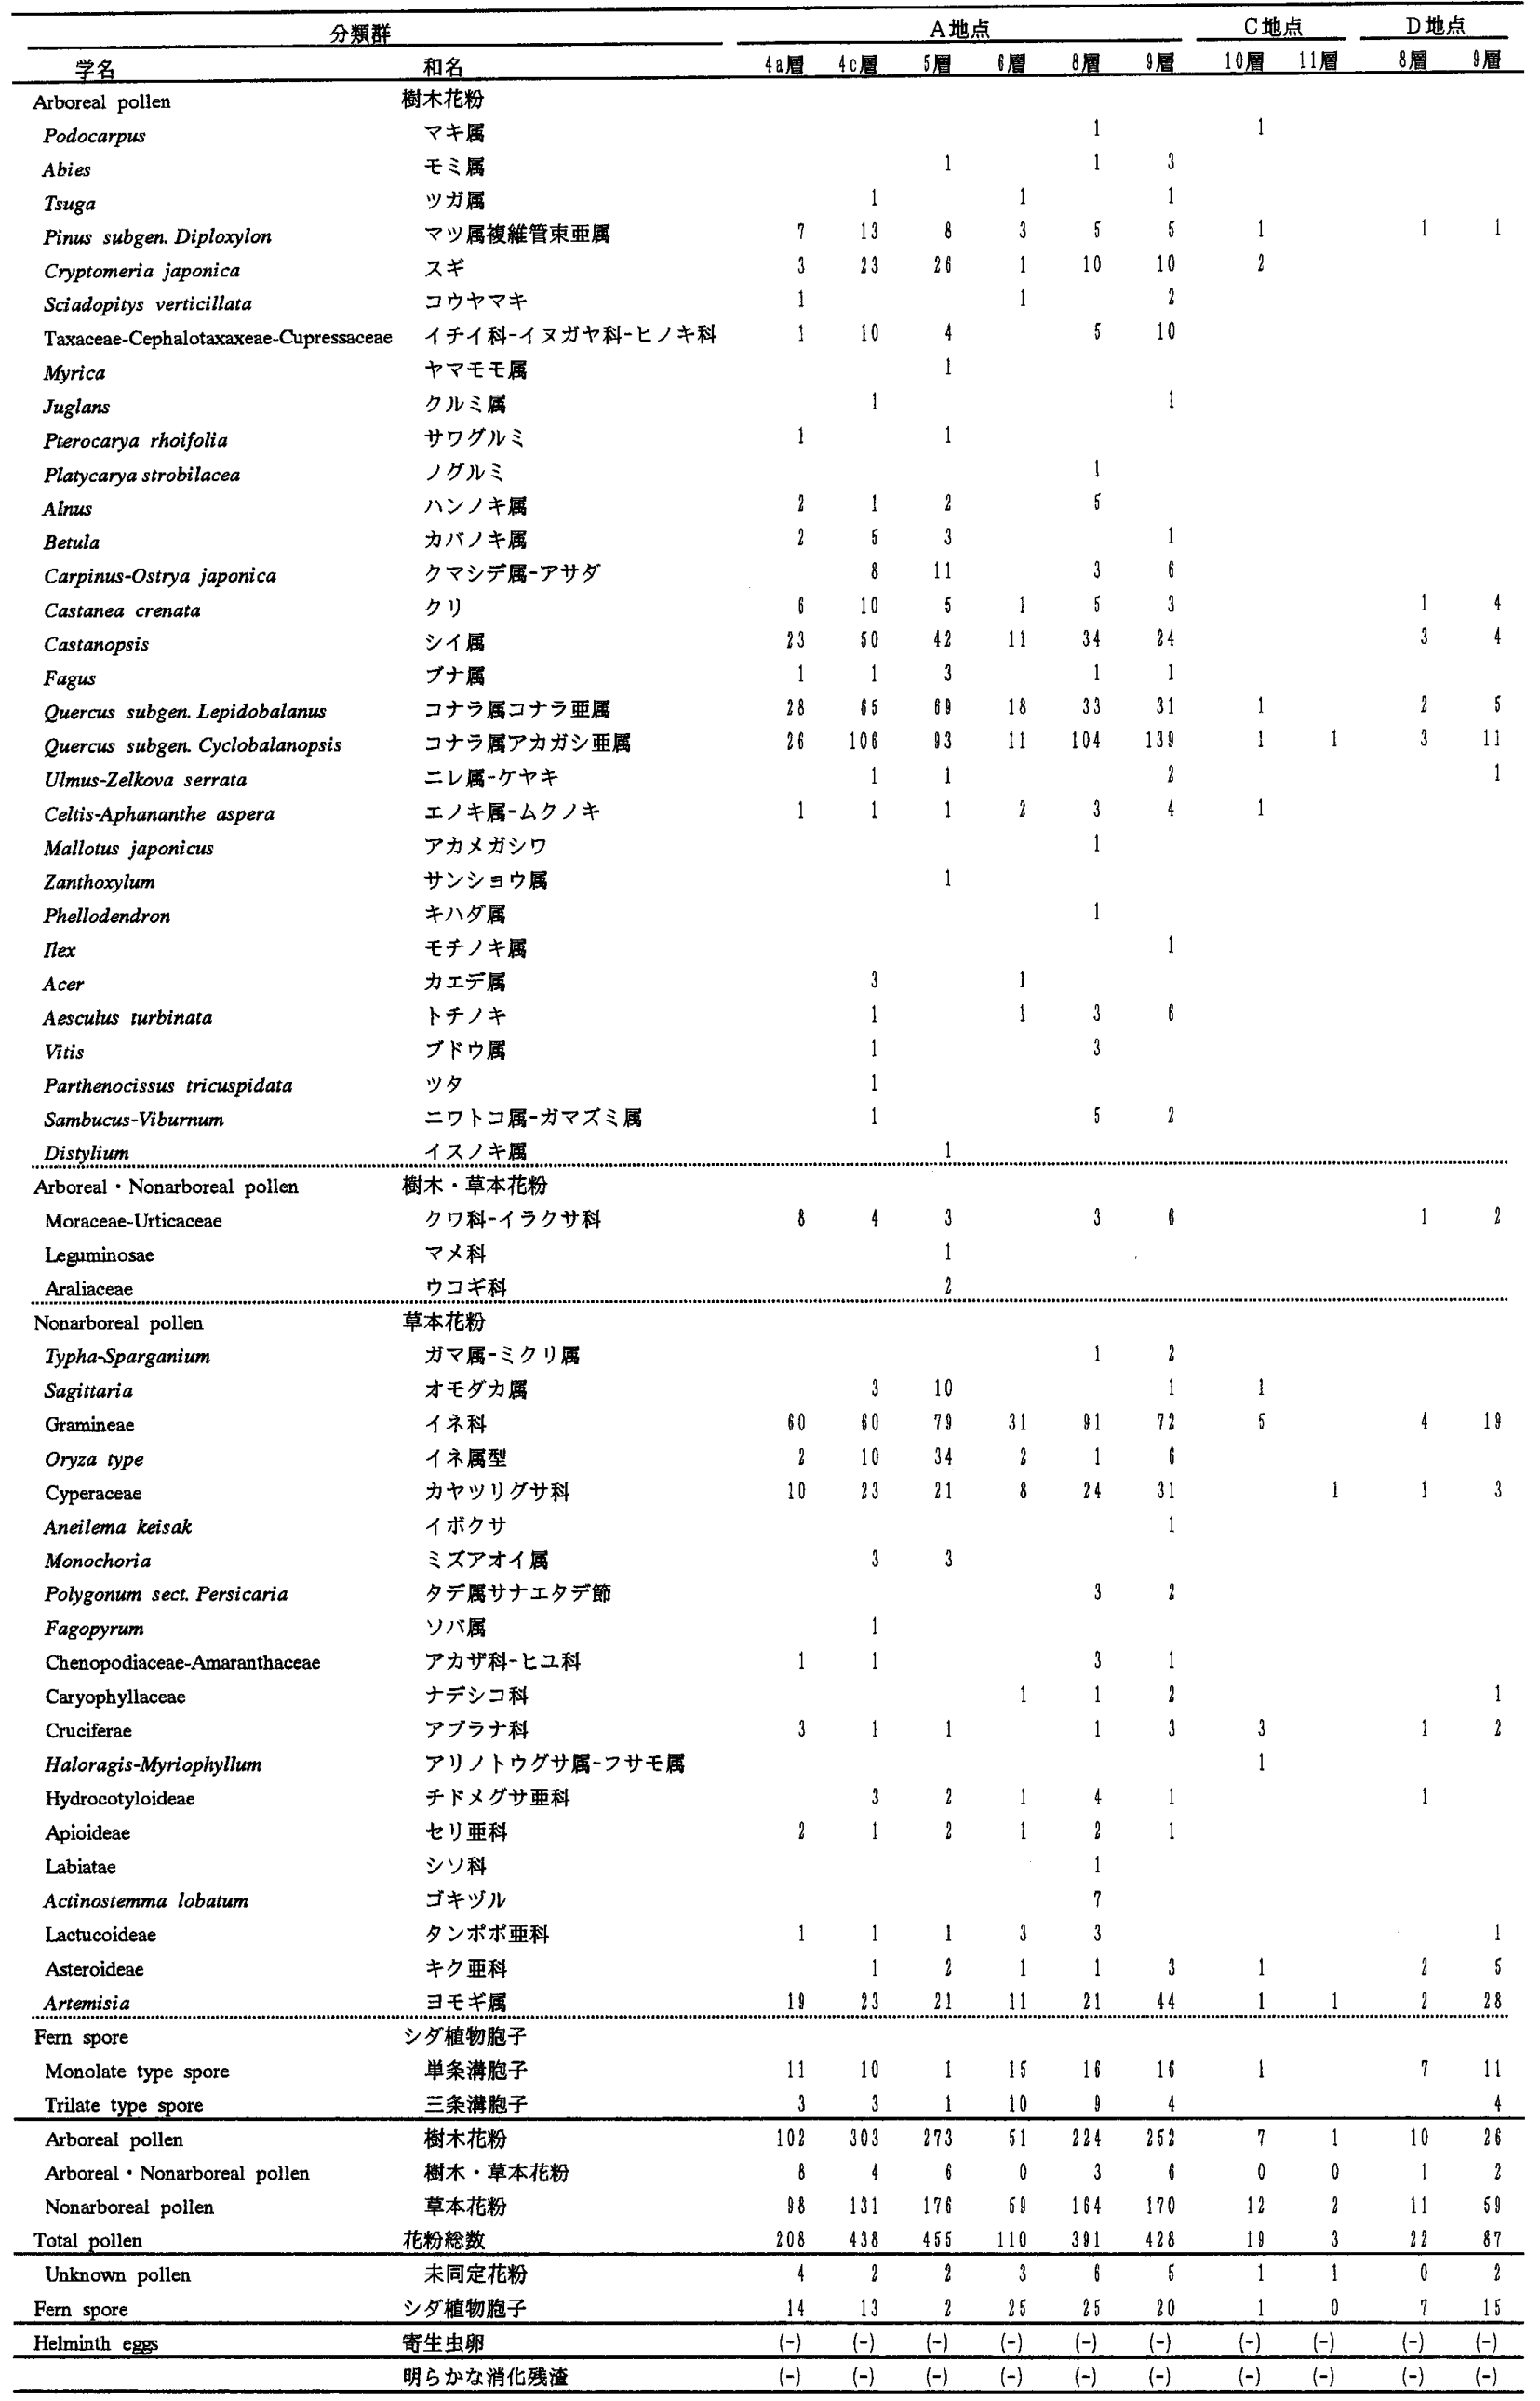 分類群 A地点 C地点 D地点
学名 和名 4a層 4c層 5層 6層 8層 9層 10層 11層 8層 9層
Arboreal pollen 樹木花粉
Podocarpus マキ属 1 1
Abies モミ属 1 1 3
Tsuga ツガ属 1 1 1
Pinus subgen. Diploxylon マツ属複維管束亜属 7 13 8 3 5 5 1 1 1
Cryptomeria japonica スギ 3 23 26 1 10 10 2
Sciadopitys verticillata コウヤマキ 1 1 2
Taxaceae-Cephalotaxaxeae-Cupressaceae イチイ科-イヌガヤ科-ヒノキ科 1 10 4 5 10
Myrica ヤマモモ属 1
Juglans クルミ属 1 1
Pterocarya rhoifolia サワグルミ 1 1
Platycarya strobilacea ノグルミ 1
Alnus ハンノキ属 2 1 2 5
Betula カバノキ属 2 5 3 1
Carpinus-Ostrya japonica クマシデ属-アサダ 8 11 3 6
Castanea crenata クリ 6 10 5 1 5 3 1 4
Castanopsis シイ属 23 50 42 11 34 24 3 4
Fagus ブナ属 1 1 3 1 1
Quercus subgen. Lepidobalanus コナラ属コナラ亜属 28 65 69 18 33 31 1 2 5
Quercus subgen. Cyclobalanopsis コナラ属アカガシ亜属 26 106 93 11 104 139 1 1 3 11
Ulmus-Zelkova serrata ニレ属-ケヤキ 1 1 2 1
Celtis-Aphananthe aspera エノキ属-ムクノキ 1 1 1 2 3 4 1
Mallotus japonicus アカメガシワ 1
Zanthoxylum サンショウ属 1
Phellodendron キハダ属 1
Ilex モチノキ属 1
Acer カエデ属 3 1
Aesculus turbinata トチノキ 1 1 3 6
Vitis ブドウ属 1 3
Parthenocissus tricuspidata ツタ 1
Sambucus-Viburnum ニワトコ属-ガマズミ属 1 5 2
Distylium イスノキ属 1
Arboreal・Nonarboreal pollen 樹木・草本花粉
Moraceae-Urticaceae クワ科-イラクサ科 8 4 3 3 6 1 2
Leguminosae マメ科 1
Araliaceae ウコギ科 2
Nonarboreal pollen 草本花粉
Typha-Sparganium ガマ属-ミクリ属 1 2
Sagittaria オモダカ属 3 10 1 1
Gramineae イネ科 60 60 79 31 91 72 5 4 19
Oryza type イネ属型 2 10 34 2 1 6
Cyperaceae カヤツリグサ科 10 23 21 8 24 31 1 1 3
Aneilema keisak イボクサ 1
Monochoria ミズアオイ属 3 3
Polygonum sect. Persicaria タデ属サナエタデ節 3 2
Fagopyrum ソバ属 1
Chenopodiaceae-Amaranthaceae アカザ科-ヒユ科 1 1 3 1
Caryophyllaceae ナデシコ科 1 1 2 1
Cruciferae アブラナ科 3 1 1 1 3 3 1 2
Haloragis-Myriophyllum アリノトウグサ属-フサモ属 1
Hydrocotyloideae チドメグサ亜科 3 2 1 4 1 1
Apioideae セリ亜科 2 1 2 1 2 1
Labiatae シソ科 1
Actinostemma lobatum ゴキヅル 7
Lactucoideae タンポポ亜科 1 1 1 3 3 1
Asteroideae キク亜科 1 2 1 1 3 1 2 5
Artemisia ヨモギ属 19 23 21 11 21 44 1 1 2 28
Fern spore シダ植物胞子
Monolate type spore 単条溝胞子 11 10 1 15 16 16 1 7 11
Trilate type spore 三条溝胞子 3 3 1 10 9 4 4
Arboreal pollen 樹木花粉 102 303 273 51 224 252 7 1 10 26
Arboreal・Nonarboreal pollen 樹木・草本花粉 8 4 6 0 3 6 0 0 1 2
Nonarboreal pollen 草本花粉 98 131 176 59 164 170 12 2 11 59
Total pollen 花粉総数 208 438 455 110 391 428 19 3 22 87
Unknown pollen 未同定花粉 4 2 2 3 6 5 1 1 0 2
Fern spore シダ植物胞子 14 13 2 25 25 20 1 0 7 15
Helminth eggs 寄生虫卵 (-) (-) (-) (-) (-) (-) (-) (-) (-) (-)
明らかな消化残渣 (-) (-) (-) (-) (-) (-) (-) (-) (-) (-)